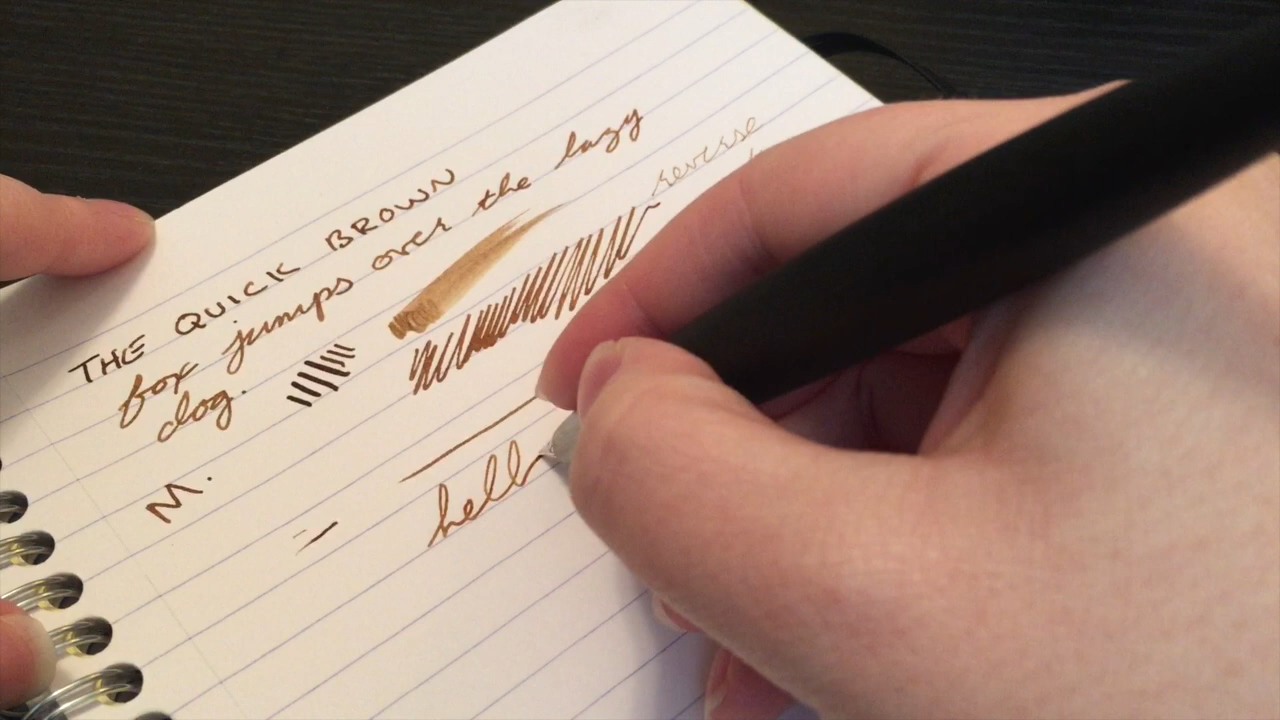 THE QUICK BROWN
fox jumps over the lazy
dog.
reverse
M.
hell